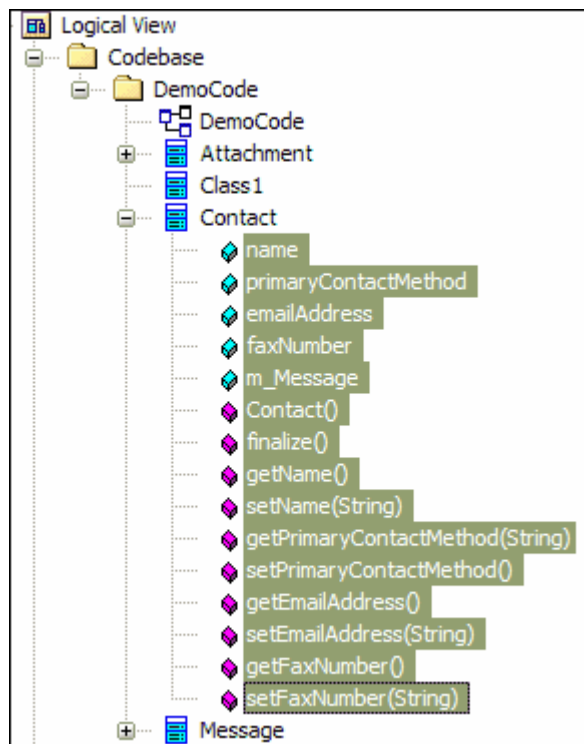 Logical View
Codebase
DemoCode
DemoCode
Attachment
Class1
Contact
name
primaryContactMethod
emailAddress
faxNumber
m_Message
Contact()
finalize()
getName()
setName(String)
getPrimaryContactMethod(String)
setPrimaryContactMethod()
getEmailAddress()
setEmailAddress(String)
getFaxNumber()
setFaxNumber(String)
Message